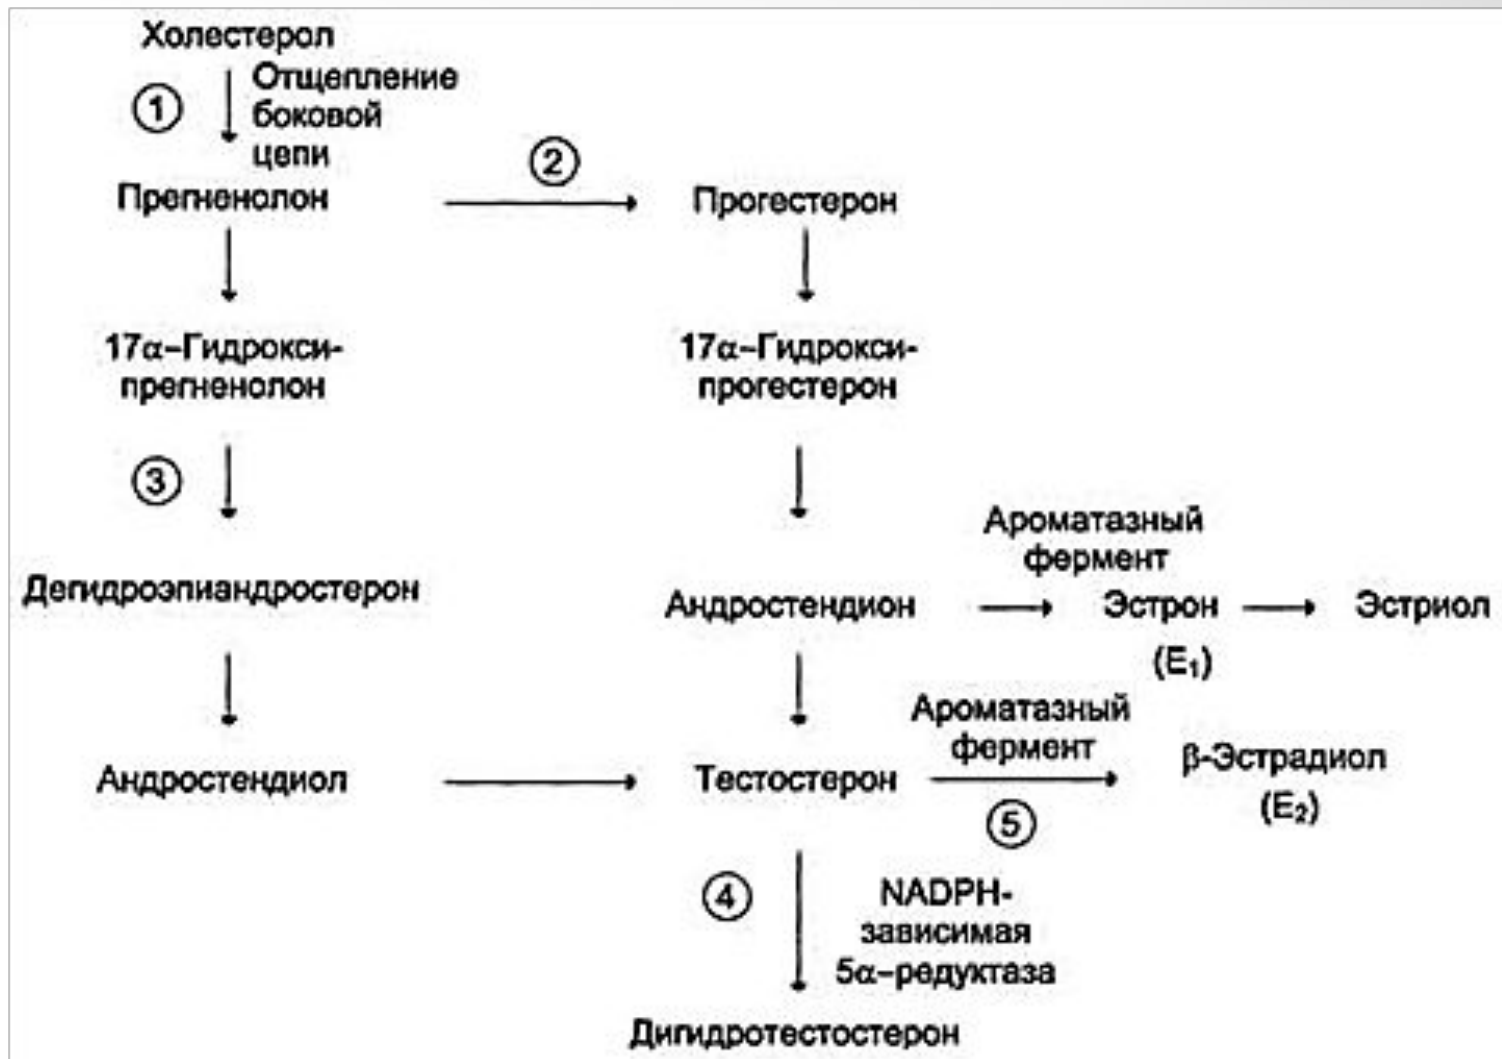 Холестерол
①
Отщепление
боковой
цепи
②
Прегненолон
Прогестерон
17α–Гидрокси-
прегненолон
17α–Гидрокси-
прогестерон
③
Дегидроэпиандростерон
Андростендион
Ароматазный
фермент
Эстрон
(E₁)
Эстриол
Андростендиол
Тестостерон
Ароматазный
фермент
⑤
β-Эстрадиол
(E₂)
④
NADPH-
зависимая
5α–редуктаза
Дигидротестостерон